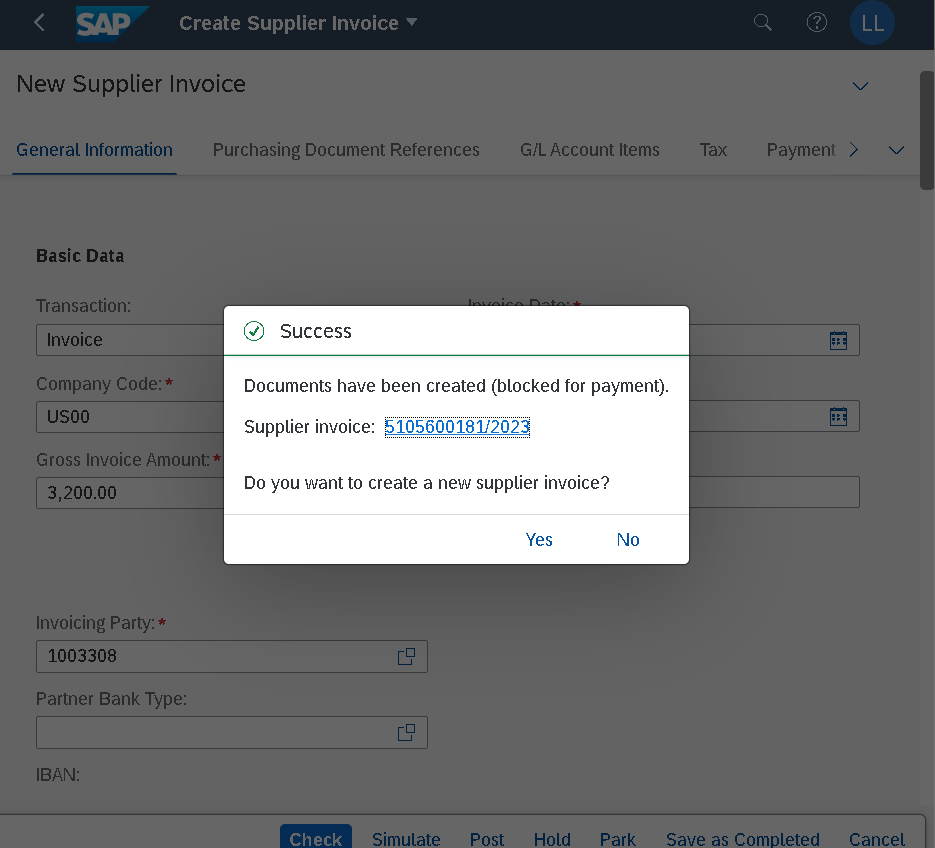 SAP Create Supplier Invoice LL
New Supplier Invoice
General Information Purchasing Document References G/L Account Items Tax Payment
Basic Data
Transaction: Invoice Date:*
Invoice
Success
Documents have been created (blocked for payment).
Company Code:*
US00
Supplier invoice: 5105600181/2023
Gross Invoice Amount:*
3,200.00
Do you want to create a new supplier invoice?
Yes No
Invoicing Party:*
1003308
Partner Bank Type:
IBAN:
Check Simulate Post Hold Park Save as Completed Cancel